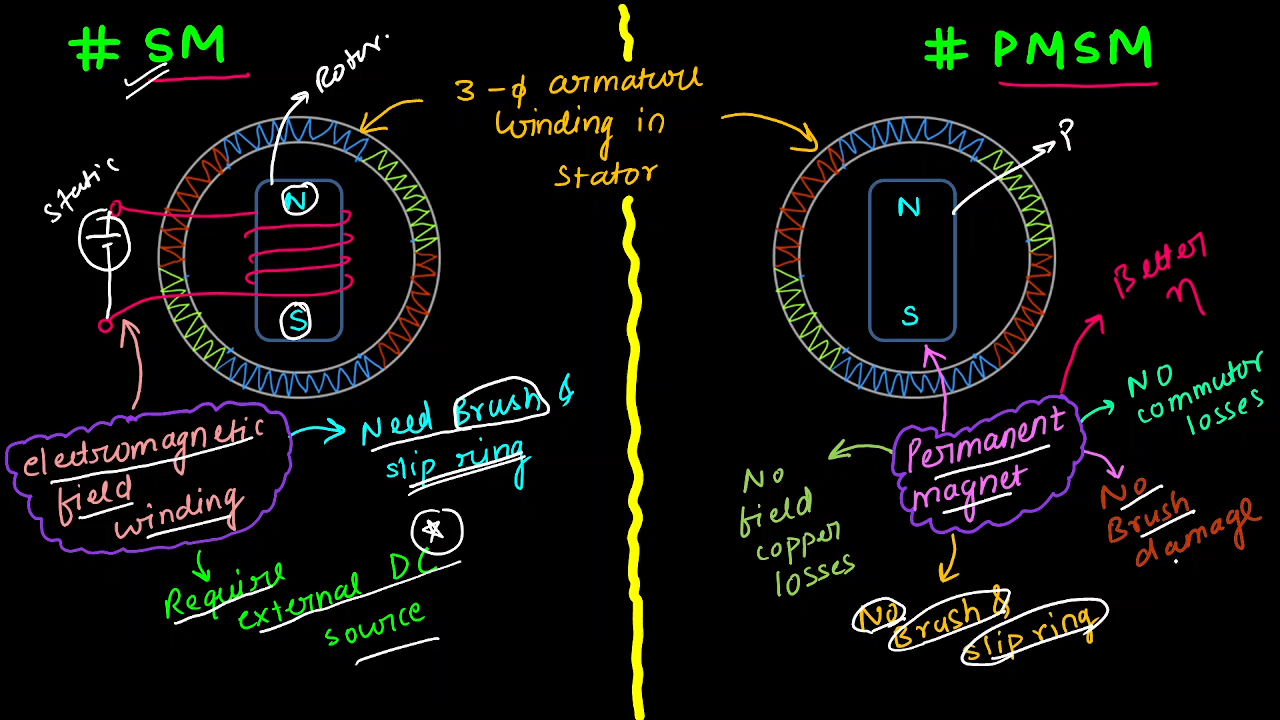 # SM
Rotor.
3-ϕ armature
winding in
stator
# PMSM
static
N
S
N
S
P
electromagnetic
field
winding
Need Brush &
slip ring
Require
external DC
source
Permanent
magnet
Better
η
NO
commutor
losses
No
Brush
damage
No
field
copper
losses
No
Brush &
slip ring